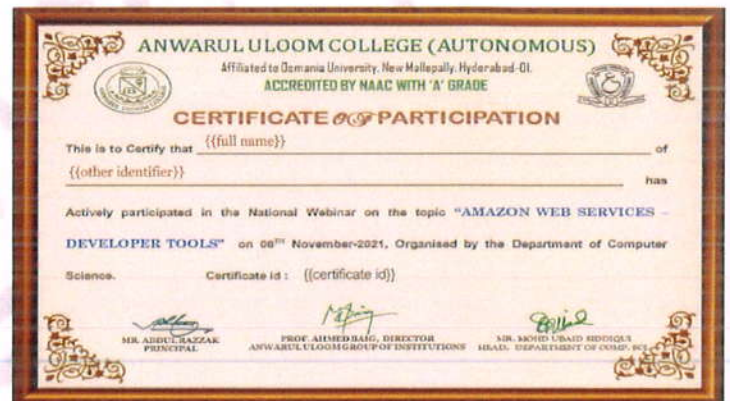 ANWARUL ULOOM COLLEGE (AUTONOMOUS)
Affiliated to Osmania University, New Mallepally, Hyderabad-01.
ACCREDITED BY NAAC WITH 'A' GRADE
CERTIFICATE OF PARTICIPATION
This is to Certify that {{full name}} of
{{other identifier}} has
Actively participated in the National Webinar on the topic "AMAZON WEB SERVICES –
DEVELOPER TOOLS" on 08TH November-2021, Organised by the Department of Computer
Science. Certificate id : {{certificate id}}
MR. ABDUL RAZZAK PROF. AHMED BAIG, DIRECTOR MR. MOHD UBAID SIDDIQUI
PRINCIPAL ANWARUL ULOOM GROUP OF INSTITUTIONS HEAD, DEPARTMENT OF COMP. SCI